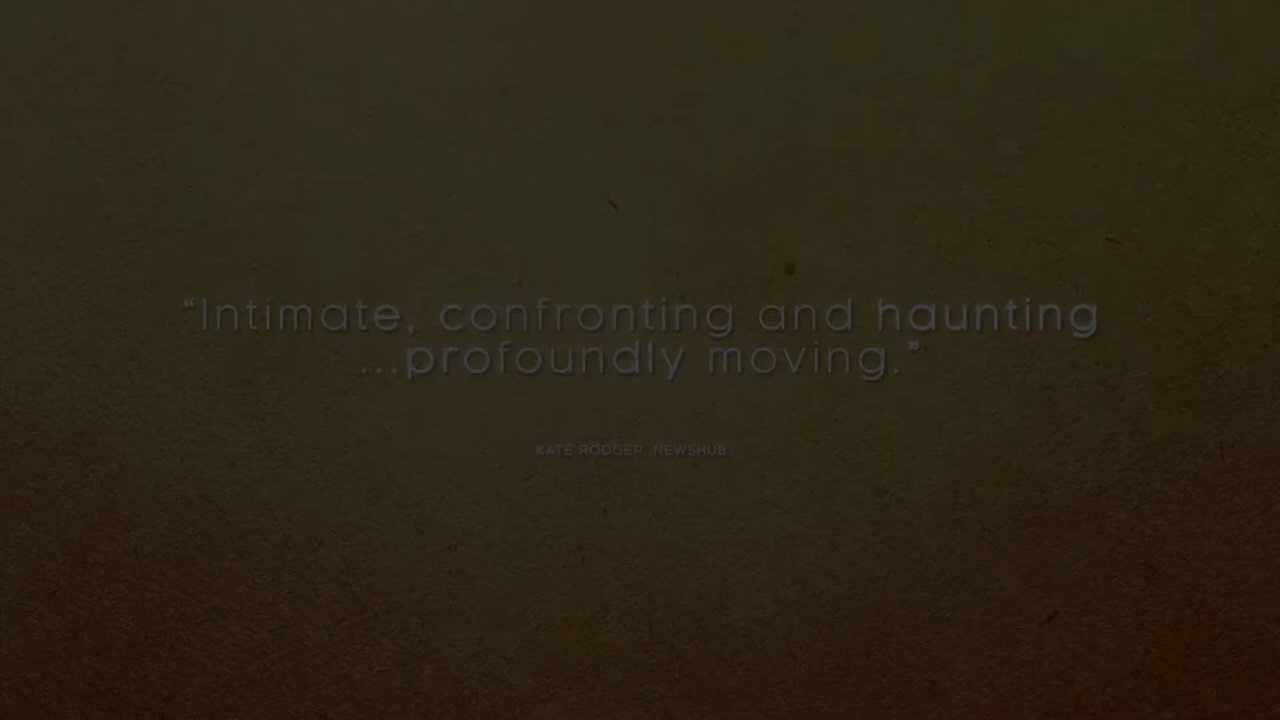 “Intimate, confronting and haunting
...profoundly moving.”
KATE RODGER, NEWSHUB